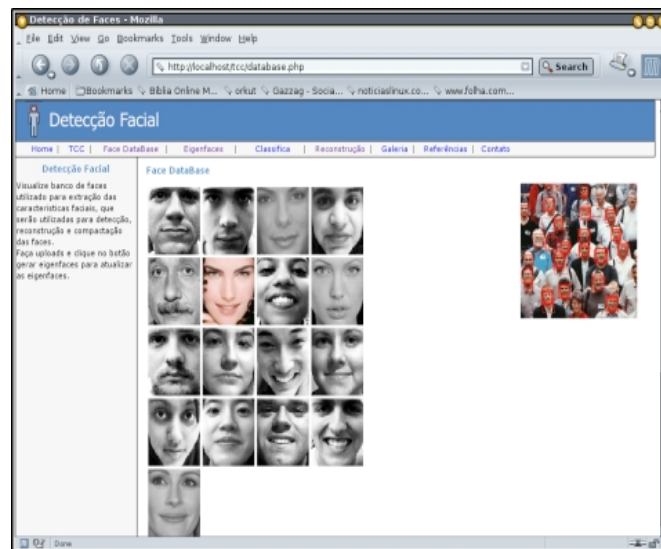 Detecção de Faces - Mozilla
File Edit View Go Bookmarks Tools Window Help
http://localhost/tcc/database.php
Search
Home Bookmarks Bíblia Online M... orkut Gazzag - Socia... noticiaslinux.co... www.folha.com...
Detecção Facial
Home | TCC | Face DataBase | Eigenfaces | Classifica | Reconstrução | Galeria | Referências | Contato
Detecção Facial
Visualize banco de faces
utilizado para extração das
características faciais, que
serão utilizadas para detecção,
reconstrução e compactação
das faces.
Faça uploads e clique no botão
gerar eigenfaces para atualizar
as eigenfaces.
Face DataBase
Done